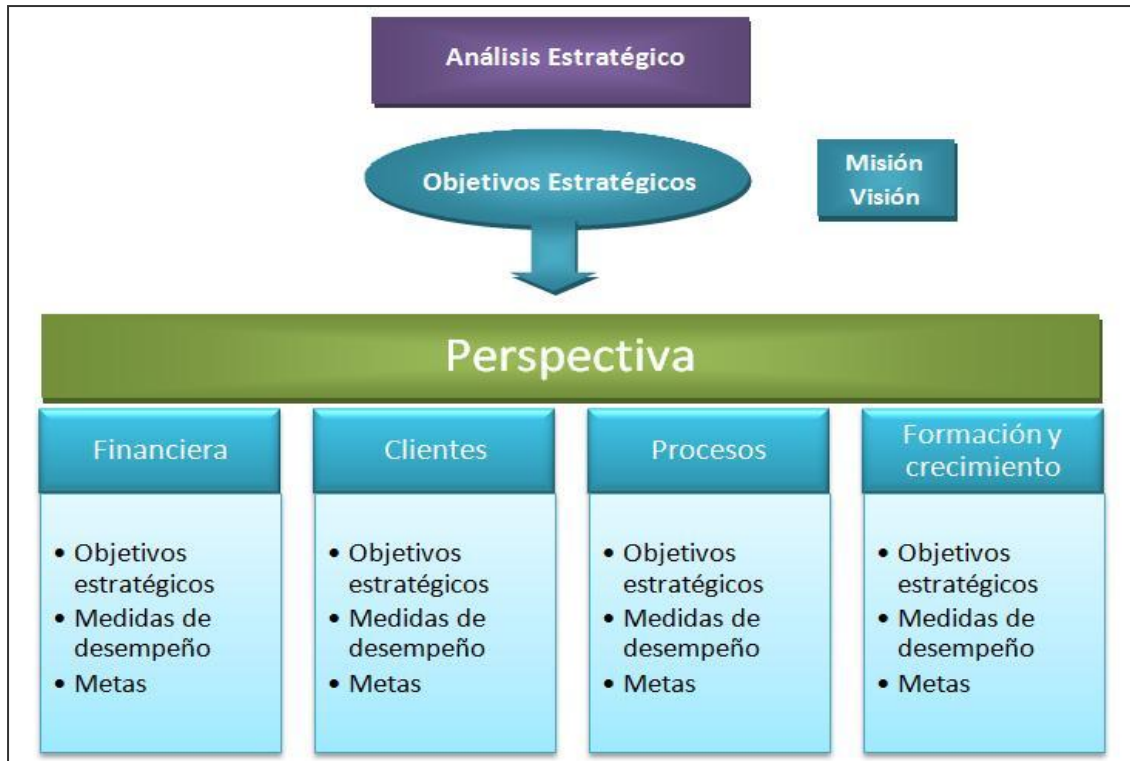 Análisis Estratégico
Objetivos Estratégicos
Misión
Visión
Perspectiva
Financiera
• Objetivos
estratégicos
• Medidas de
desempeño
• Metas
Clientes
• Objetivos
estratégicos
• Medidas de
desempeño
• Metas
Procesos
• Objetivos
estratégicos
• Medidas de
desempeño
• Metas
Formación y
crecimiento
• Objetivos
estratégicos
• Medidas de
desempeño
• Metas